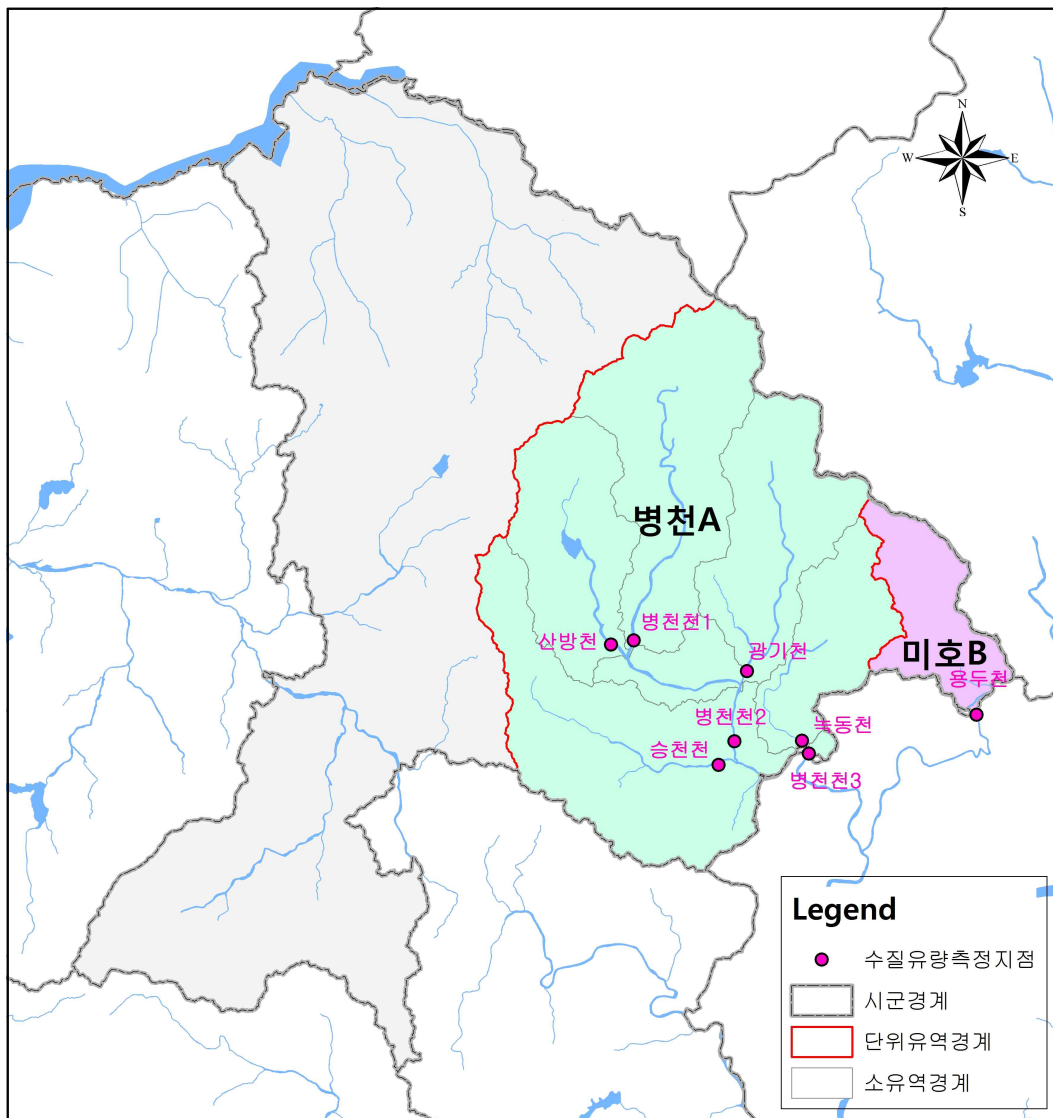 N
W
E
S
병천A
병천천1
산방천
광기천
미호B
용두천
병천천2
녹동천
승천천
병천천3
Legend
수질유량측정지점
시군경계
단위유역경계
소유역경계